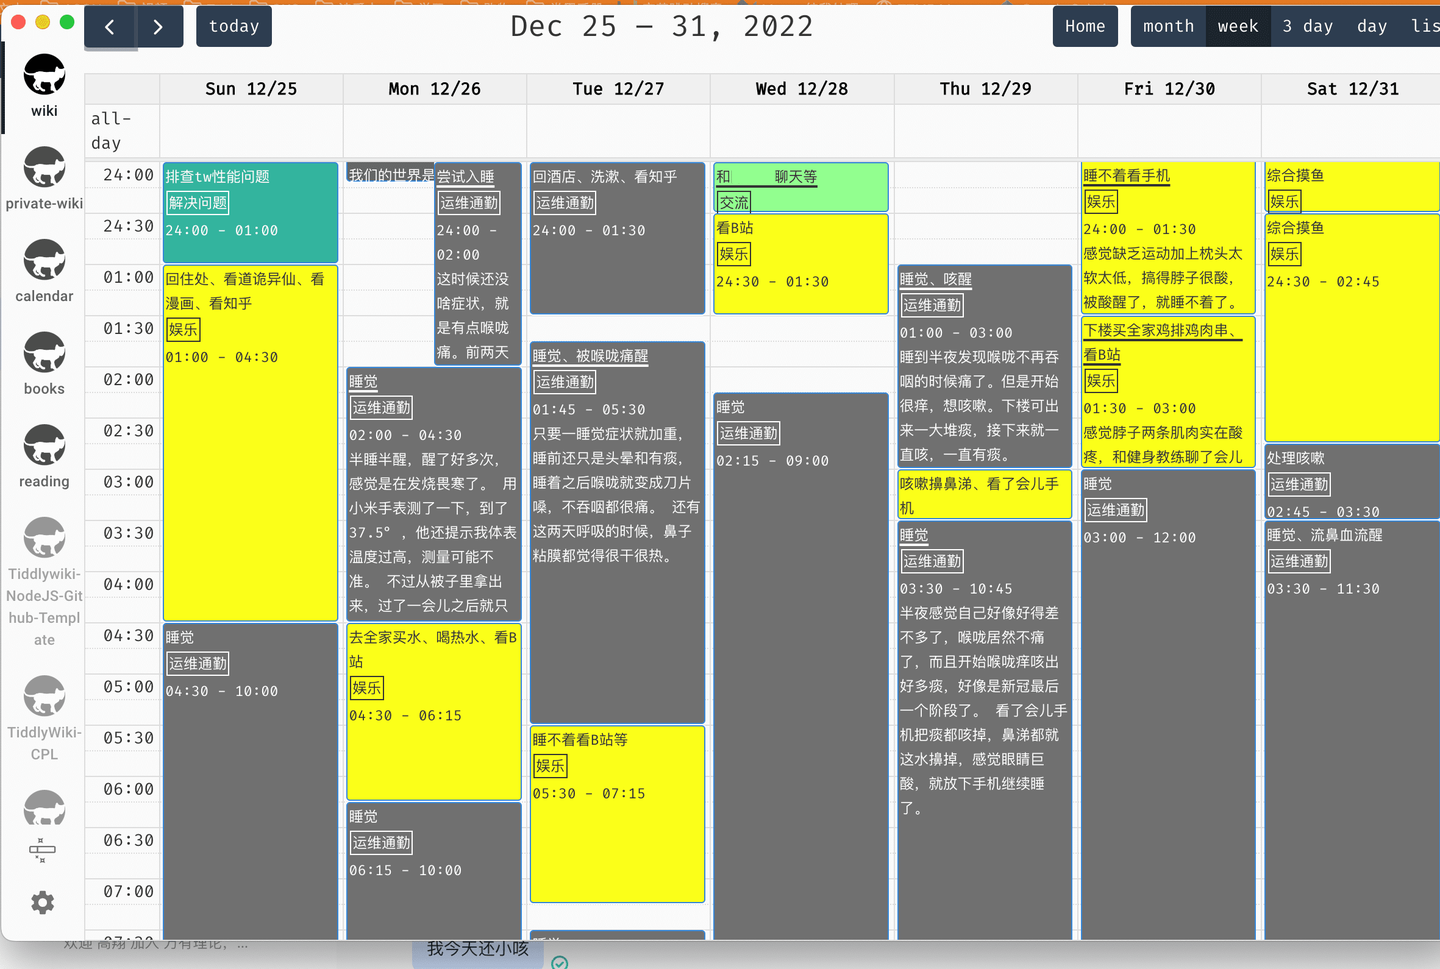 today
Dec 25 – 31, 2022
Home
month
week
3 day
day
lis
wiki
private-wiki
calendar
books
reading
Tiddlywiki-
NodeJS-Git
hub-Templ
ate
TiddlyWiki-
CPL
Sun 12/25
Mon 12/26
Tue 12/27
Wed 12/28
Thu 12/29
Fri 12/30
Sat 12/31
all-
day
24:00
24:30
01:00
01:30
02:00
02:30
03:00
03:30
04:00
04:30
05:00
05:30
06:00
06:30
07:00
07:30
排查tw性能问题
解决问题
24:00 - 01:00
回住处、看道诡异仙、看
漫画、看知乎
娱乐
01:00 - 04:30
睡觉
运维通勤
04:30 - 10:00
我们的世界是
尝试入睡
运维通勤
24:00 -
02:00
这时候还没
啥症状，就
是有点喉咙
痛。前两天
睡觉
运维通勤
02:00 - 04:30
半睡半醒，醒了好多次，
感觉是在发烧畏寒了。 用
小米手表测了一下，到了
37.5° ，他还提示我体表
温度过高，测量可能不
准。 不过从被子里拿出
来，过了一会儿之后就只
去全家买水、喝热水、看B
站
娱乐
04:30 - 06:15
睡觉
运维通勤
06:15 - 10:00
回酒店、洗漱、看知乎
运维通勤
24:00 - 01:30
睡觉、被喉咙痛醒
运维通勤
01:45 - 05:30
只要一睡觉症状就加重，
睡前还只是头晕和有痰，
睡着之后喉咙就变成刀片
嗓，不吞咽都很痛。 还有
这两天呼吸的时候，鼻子
粘膜都觉得很干很热。
睡不着看B站等
娱乐
05:30 - 07:15
睡觉
和 聊天等
交流
看B站
娱乐
24:30 - 01:30
睡觉
运维通勤
02:15 - 09:00
睡觉、咳醒
运维通勤
01:00 - 03:00
睡到半夜发现喉咙不再吞
咽的时候痛了。但是开始
很痒，想咳嗽。下楼可出
来一大堆痰，接下来就一
直咳，一直有痰。
咳嗽擤鼻涕、看了会儿手
机
睡觉
运维通勤
03:30 - 10:45
半夜感觉自己好像好得差
不多了，喉咙居然不痛
了，而且开始喉咙痒咳出
好多痰，好像是新冠最后
一个阶段了。 看了会儿手
机把痰都咳掉，鼻涕都就
这水擤掉，感觉眼睛巨
酸，就放下手机继续睡
了。
睡不着看手机
娱乐
24:00 - 01:30
感觉缺乏运动加上枕头太
软太低，搞得脖子很酸，
被酸醒了，就睡不着了。
下楼买全家鸡排鸡肉串、
看B站
娱乐
01:30 - 03:00
感觉脖子两条肌肉实在酸
疼，和健身教练聊了会儿
睡觉
运维通勤
03:00 - 12:00
综合摸鱼
娱乐
综合摸鱼
娱乐
24:30 - 02:45
处理咳嗽
运维通勤
02:45 - 03:30
睡觉、流鼻血流醒
运维通勤
03:30 - 11:30
欢迎 高翔 加入 万有理论，...
我今天还小咳